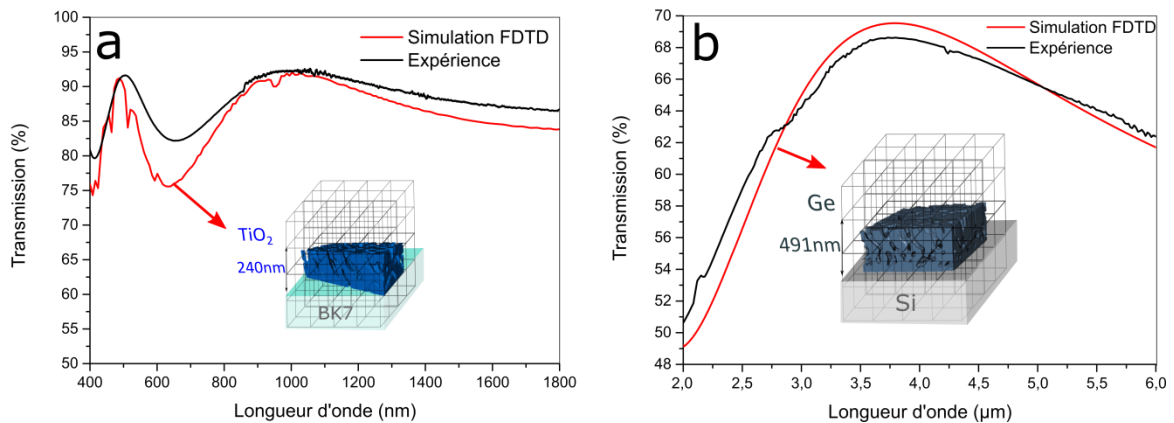 a
Simulation FDTD
Expérience
100
95
90
85
80
75
70
65
60
55
50
Transmission (%)
TiO₂
240nm
BK7
400 600 800 1000 1200 1400 1600 1800
Longueur d'onde (nm)
b
Simulation FDTD
Expérience
70
68
66
64
62
60
58
56
54
52
50
48
Transmission (%)
Ge
491nm
Si
2,0 2,5 3,0 3,5 4,0 4,5 5,0 5,5 6,0
Longueur d'onde (µm)